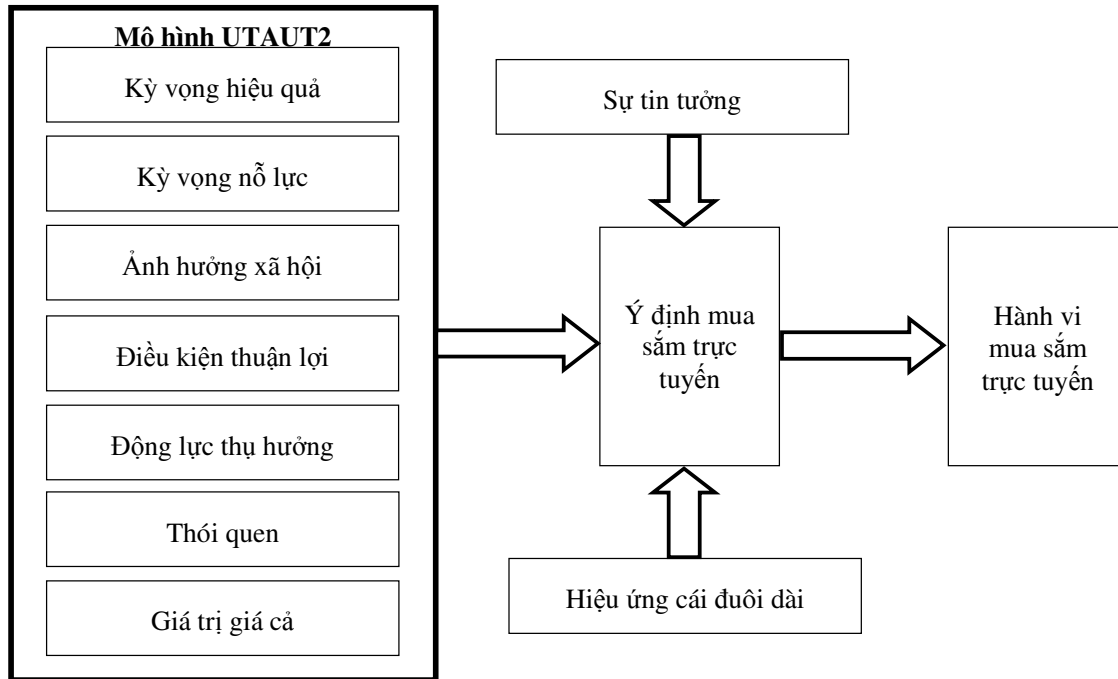 Mô hình UTAUT2
Kỳ vọng hiệu quả
Kỳ vọng nỗ lực
Ảnh hưởng xã hội
Điều kiện thuận lợi
Động lực thụ hưởng
Thói quen
Giá trị giá cả
Sự tin tưởng
Ý định mua
sắm trực
tuyến
Hiệu ứng cái đuôi dài
Hành vi
mua sắm
trực tuyến